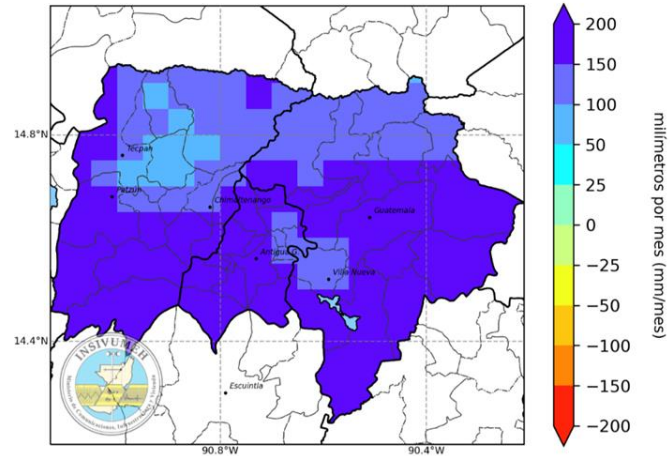 200
150
100
50
25
0
−25
−50
−100
−150
−200
milímetros por mes (mm/mes)
14.8°N
14.4°N
90.8°W
90.4°W
Tecpan
Patzún
Chimaltenango
Guatemala
Antigua G.
Villa Nueva
Escuintla
INSIVUMEH